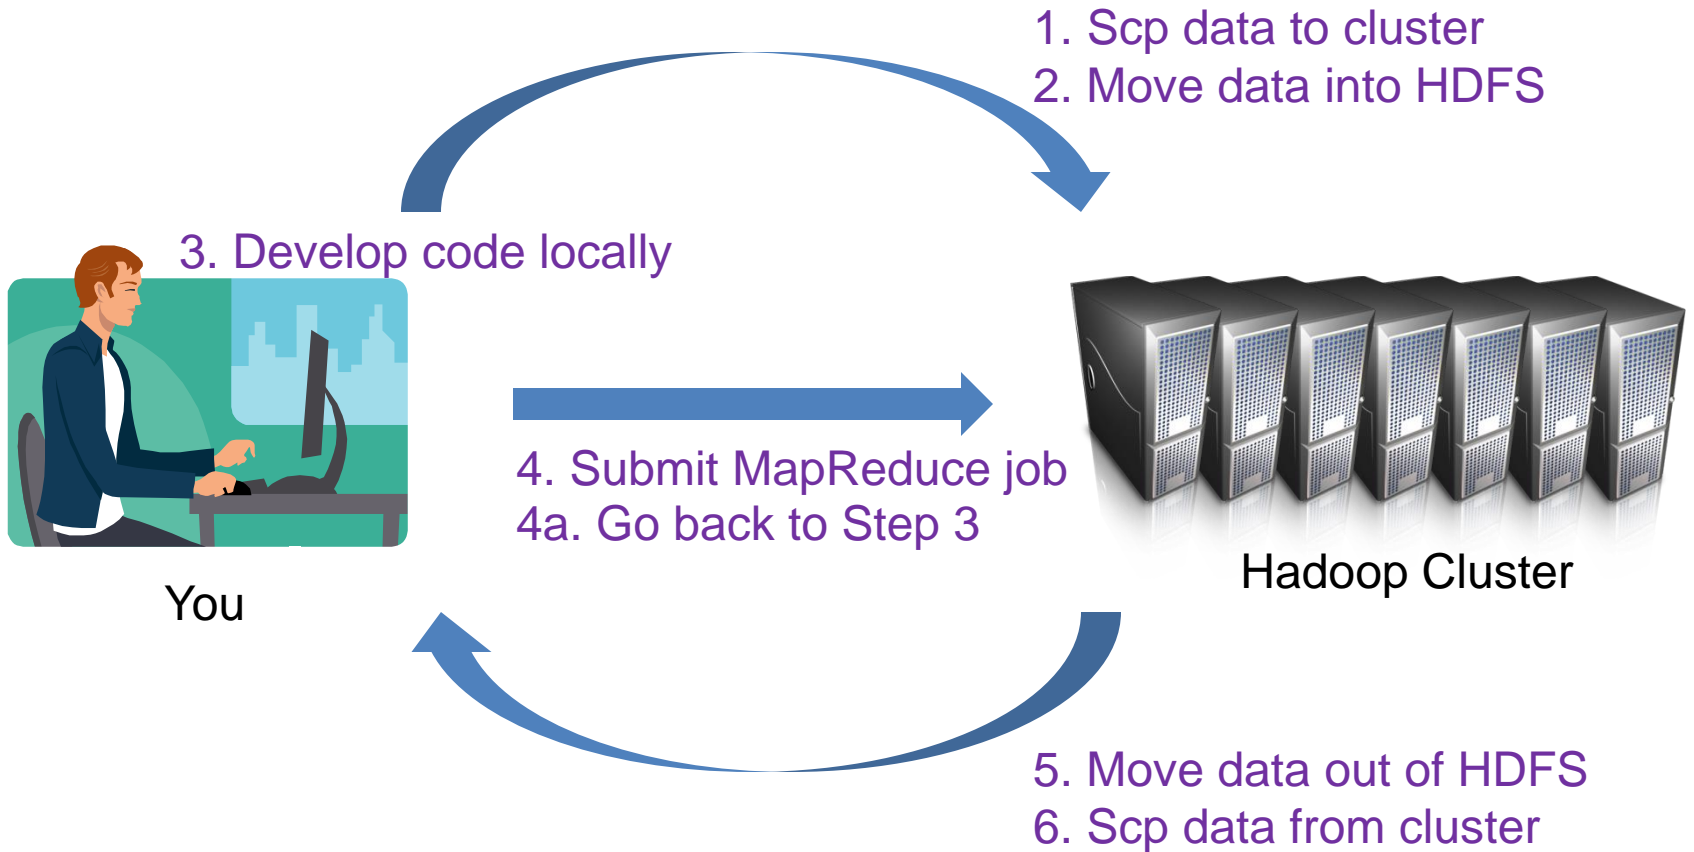 1. Scp data to cluster
2. Move data into HDFS
3. Develop code locally
4. Submit MapReduce job
4a. Go back to Step 3
Hadoop Cluster
You
5. Move data out of HDFS
6. Scp data from cluster